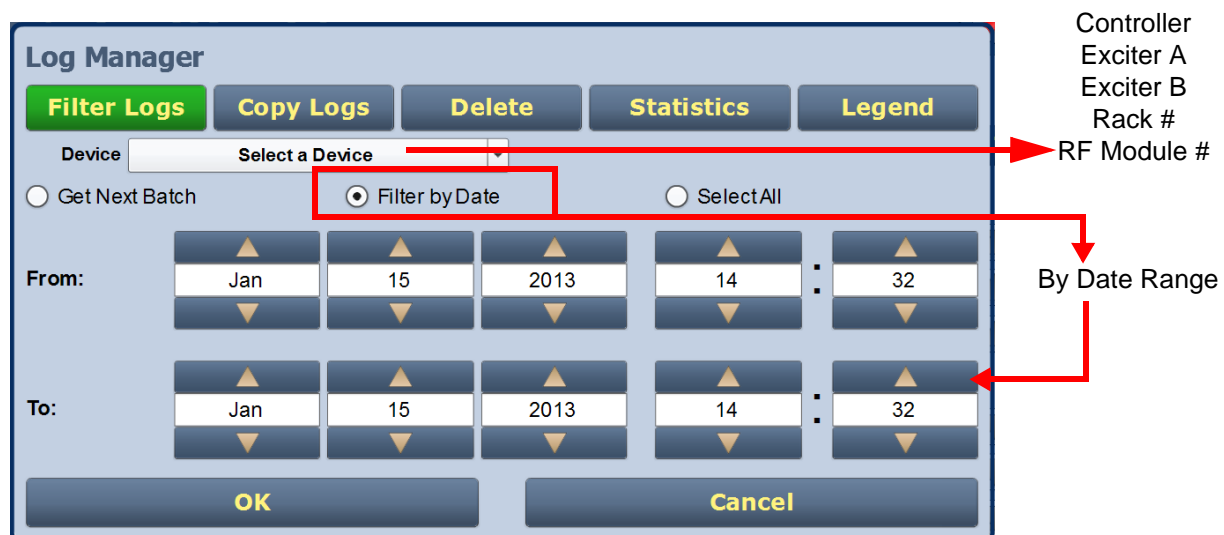 Controller
Exciter A
Exciter B
Rack #
RF Module #
Log Manager
Filter Logs Copy Logs Delete Statistics Legend
Device Select a Device
Get Next Batch Filter by Date Select All
From: Jan 15 2013 14 : 32
By Date Range
To: Jan 15 2013 14 : 32
OK Cancel